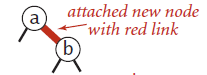 a
attached new node
with red link
b